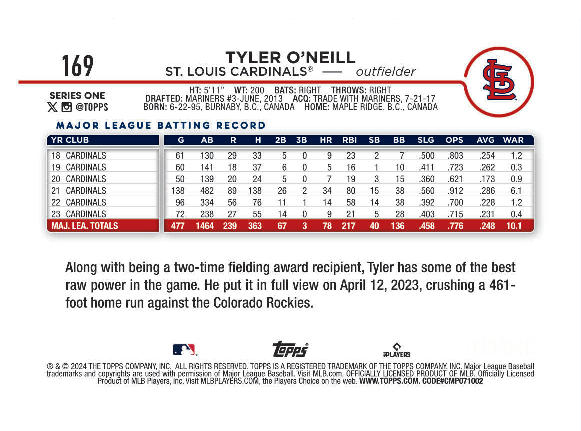 169
TYLER O'NEILL
ST. LOUIS CARDINALS® — outfielder
SERIES ONE
@TOPPS
HT: 5'11" WT: 200 BATS: RIGHT THROWS: RIGHT
DRAFTED: MARINERS #3-JUNE, 2013 ACQ: TRADE WITH MARINERS, 7-21-17
BORN: 6-22-95, BURNABY, B.C., CANADA HOME: MAPLE RIDGE, B.C., CANADA
MAJOR LEAGUE BATTING RECORD
YR CLUB G AB R H 2B 3B HR RBI SB BB SLG OPS AVG WAR
18 CARDINALS 61 130 29 33 5 0 9 23 2 7 .500 .803 .254 1.2
19 CARDINALS 60 141 18 37 6 0 5 16 1 10 .411 .723 .262 0.3
20 CARDINALS 50 139 20 24 5 0 7 19 3 15 .360 .621 .173 0.9
21 CARDINALS 138 482 89 138 26 2 34 80 15 38 .560 .912 .286 6.1
22 CARDINALS 96 334 56 76 11 1 14 58 14 38 .392 .700 .228 1.2
23 CARDINALS 72 238 27 55 14 0 9 21 5 28 .403 .715 .231 0.4
MAJ. LEA. TOTALS 477 1464 239 363 67 3 78 217 40 136 .458 .776 .248 10.1
Along with being a two-time fielding award recipient, Tyler has some of the best
raw power in the game. He put it in full view on April 12, 2023, crushing a 461-
foot home run against the Colorado Rockies.
Topps
PLAYERS
® & © 2024 THE TOPPS COMPANY, INC. ALL RIGHTS RESERVED. TOPPS IS A REGISTERED TRADEMARK OF THE TOPPS COMPANY, INC. Major League Baseball
trademarks and copyrights are used with permission of Major League Baseball. Visit MLB.com. OFFICIALLY LICENSED PRODUCT OF MLB. Officially Licensed
Product of MLB Players, Inc. Visit MLBPLAYERS.COM, the Players Choice on the web. WWW.TOPPS.COM. CODE#CMP071002